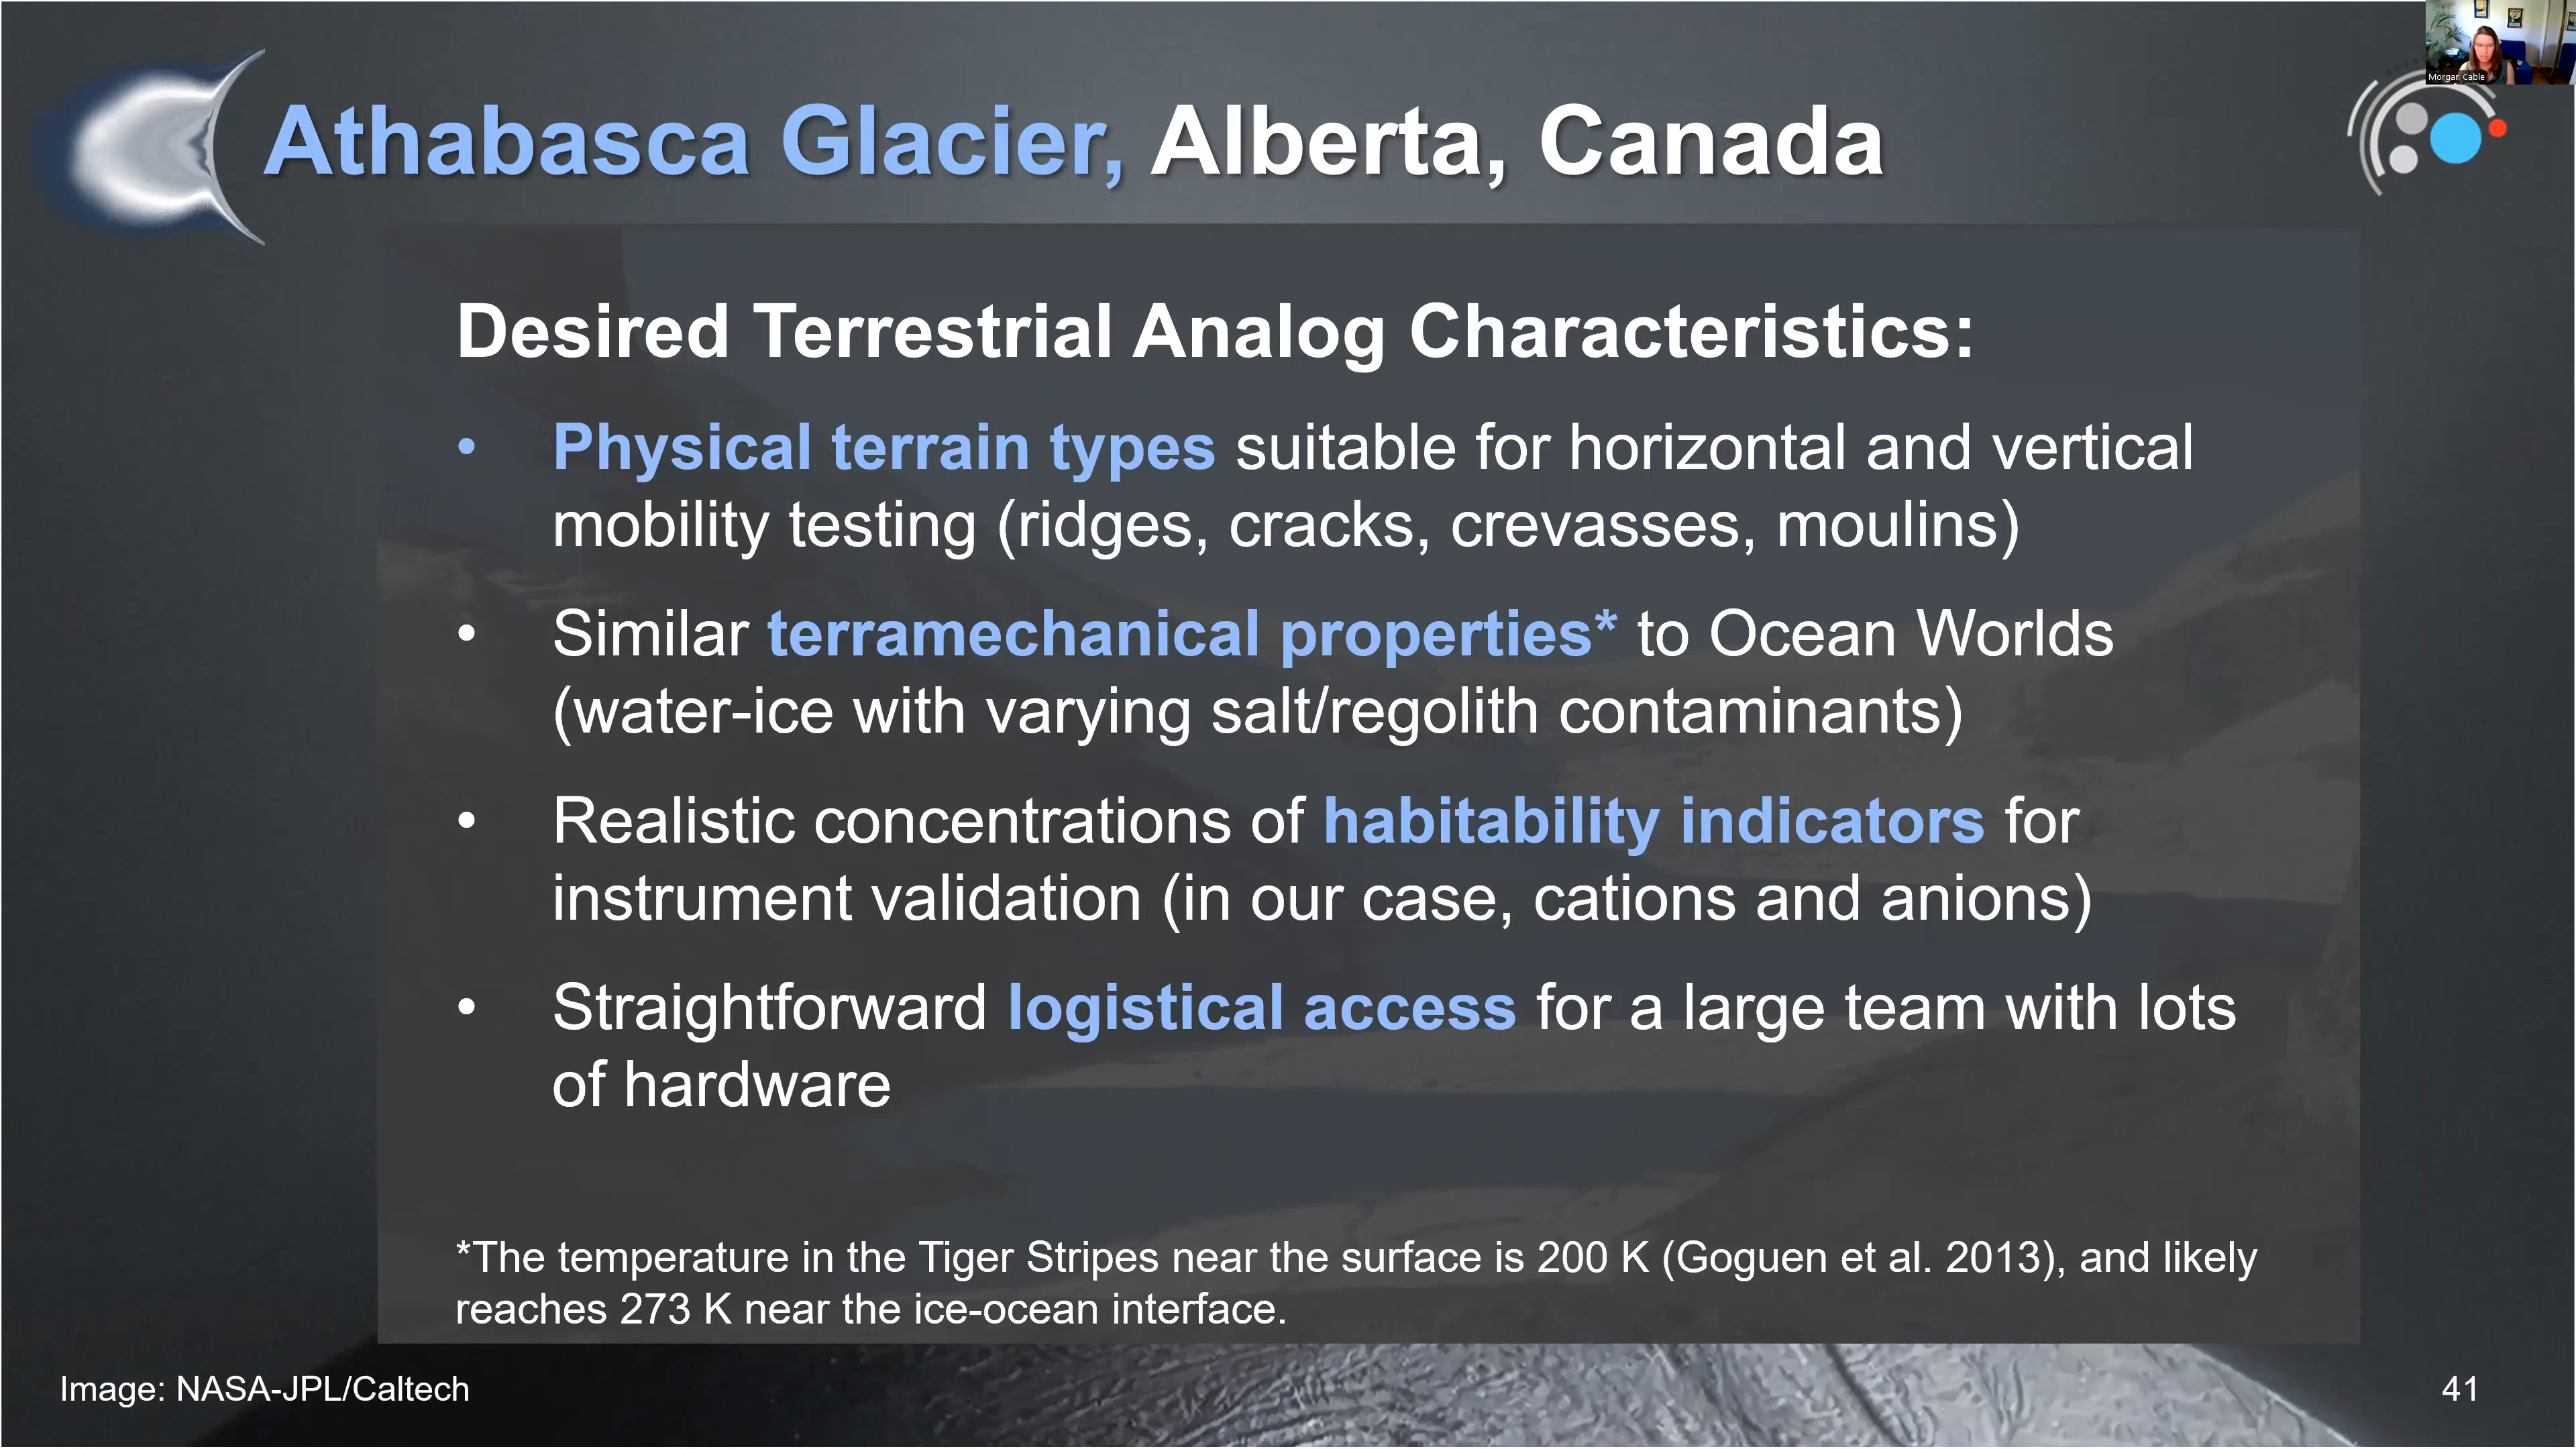 Morgan Cable
Athabasca Glacier, Alberta, Canada
Desired Terrestrial Analog Characteristics:
• Physical terrain types suitable for horizontal and vertical
mobility testing (ridges, cracks, crevasses, moulins)
• Similar terramechanical properties* to Ocean Worlds
(water-ice with varying salt/regolith contaminants)
• Realistic concentrations of habitability indicators for
instrument validation (in our case, cations and anions)
• Straightforward logistical access for a large team with lots
of hardware
*The temperature in the Tiger Stripes near the surface is 200 K (Goguen et al. 2013), and likely
reaches 273 K near the ice-ocean interface.
Image: NASA-JPL/Caltech
41